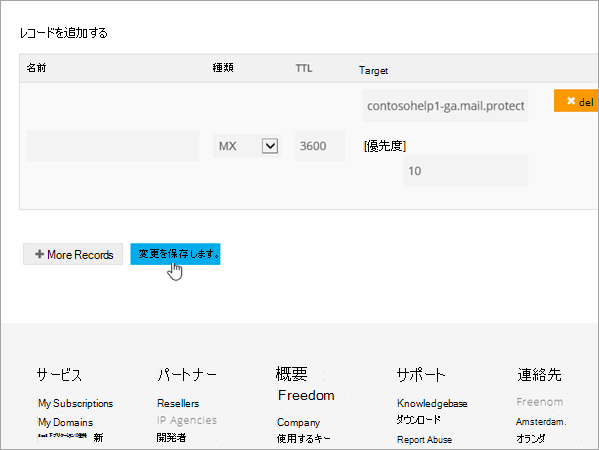 レコードを追加する
名前 種類 TTL Target
contosohelp1-ga.mail.protect
✖ del
MX 3600 [優先度]
10
+ More Records 変更を保存します。
サービス パートナー 概要 サポート 連絡先
Freedom
My Subscriptions Resellers Knowledgebase Freenom
My Domains IP Agencies Company ダウンロード Amsterdam.
新 開発者 使用するキー Report Abuse オランダ